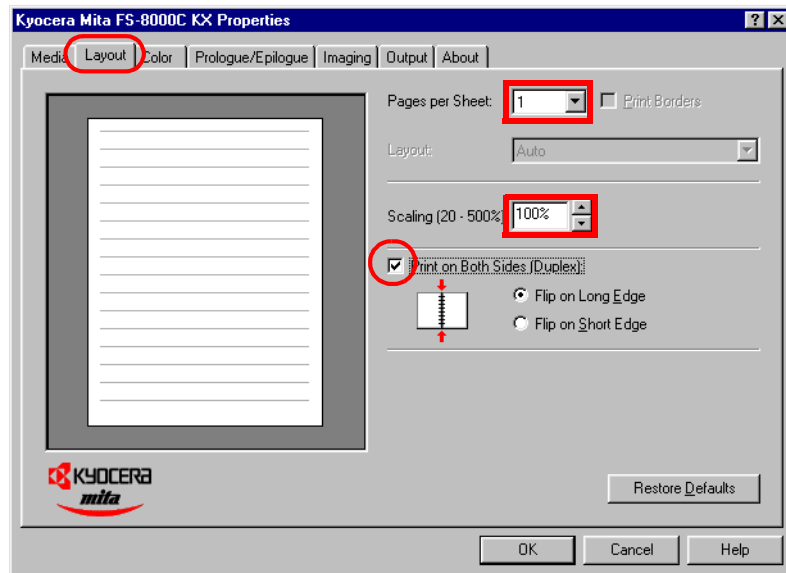 Kyocera Mita FS-8000C KX Properties
Media Layout Color Prologue/Epilogue Imaging Output About
Pages per Sheet: 1 Print Borders
Layout: Auto
Scaling (20 - 500%) 100%
Print on Both Sides (Duplex):
Flip on Long Edge
Flip on Short Edge
KYOCERA
mita
Restore Defaults
OK Cancel Help